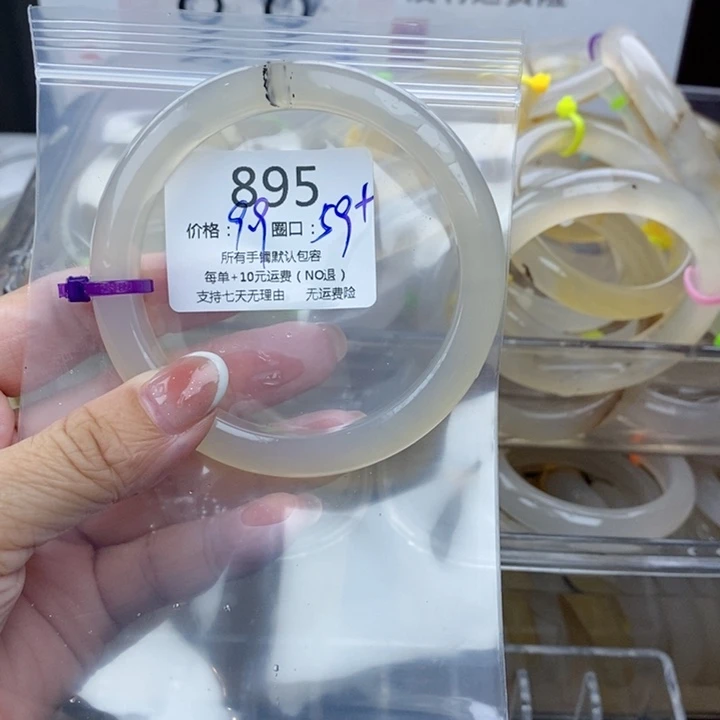 895
价格：99 圈口：59+
所有手镯默认包容
每单+10元运费（NO退）
支持七天无理由 无运费险